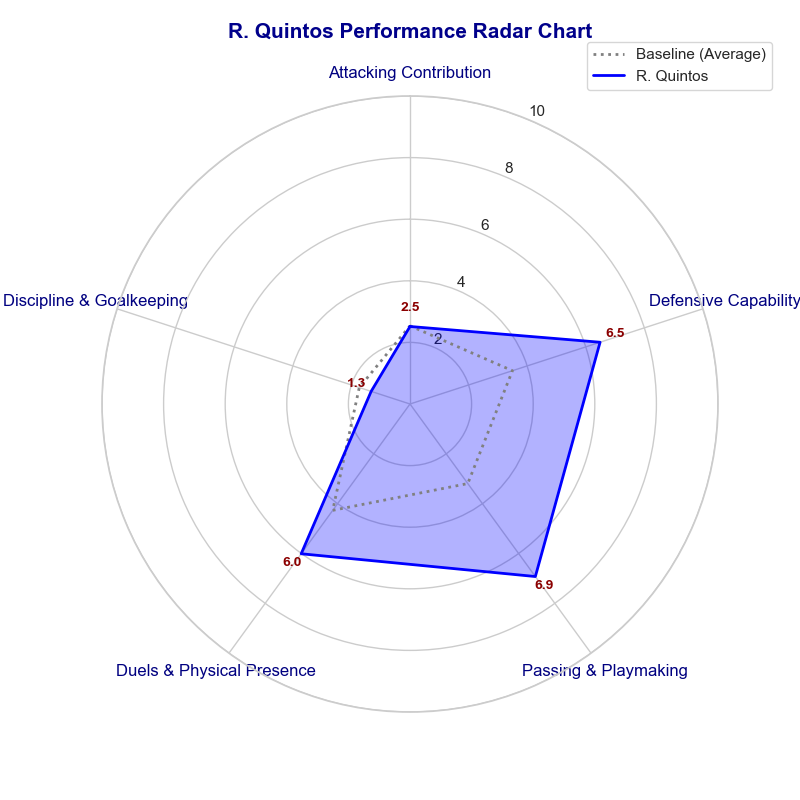 R. Quintos Performance Radar Chart
Baseline (Average)
R. Quintos
Attacking Contribution
10
8
6
4
2
2.5
Discipline & Goalkeeping
Defensive Capability
6.5
1.3
6.0
6.9
Duels & Physical Presence
Passing & Playmaking